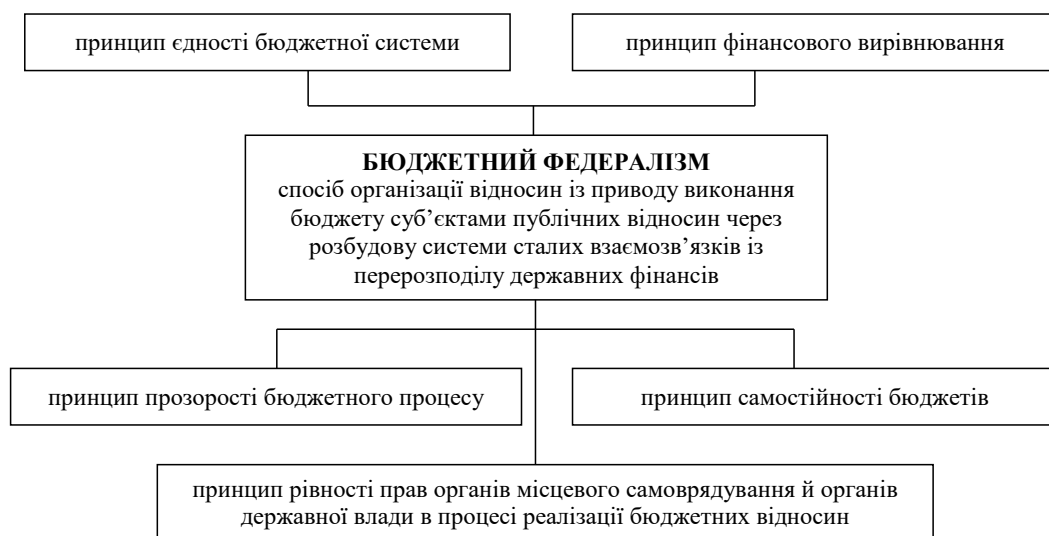 принцип єдності бюджетної системи
принцип фінансового вирівнювання
БЮДЖЕТНИЙ ФЕДЕРАЛІЗМ
спосіб організації відносин із приводу виконання
бюджету суб’єктами публічних відносин через
розбудову системи сталих взаємозв’язків із
перерозподілу державних фінансів
принцип прозорості бюджетного процесу
принцип самостійності бюджетів
принцип рівності прав органів місцевого самоврядування й органів
державної влади в процесі реалізації бюджетних відносин